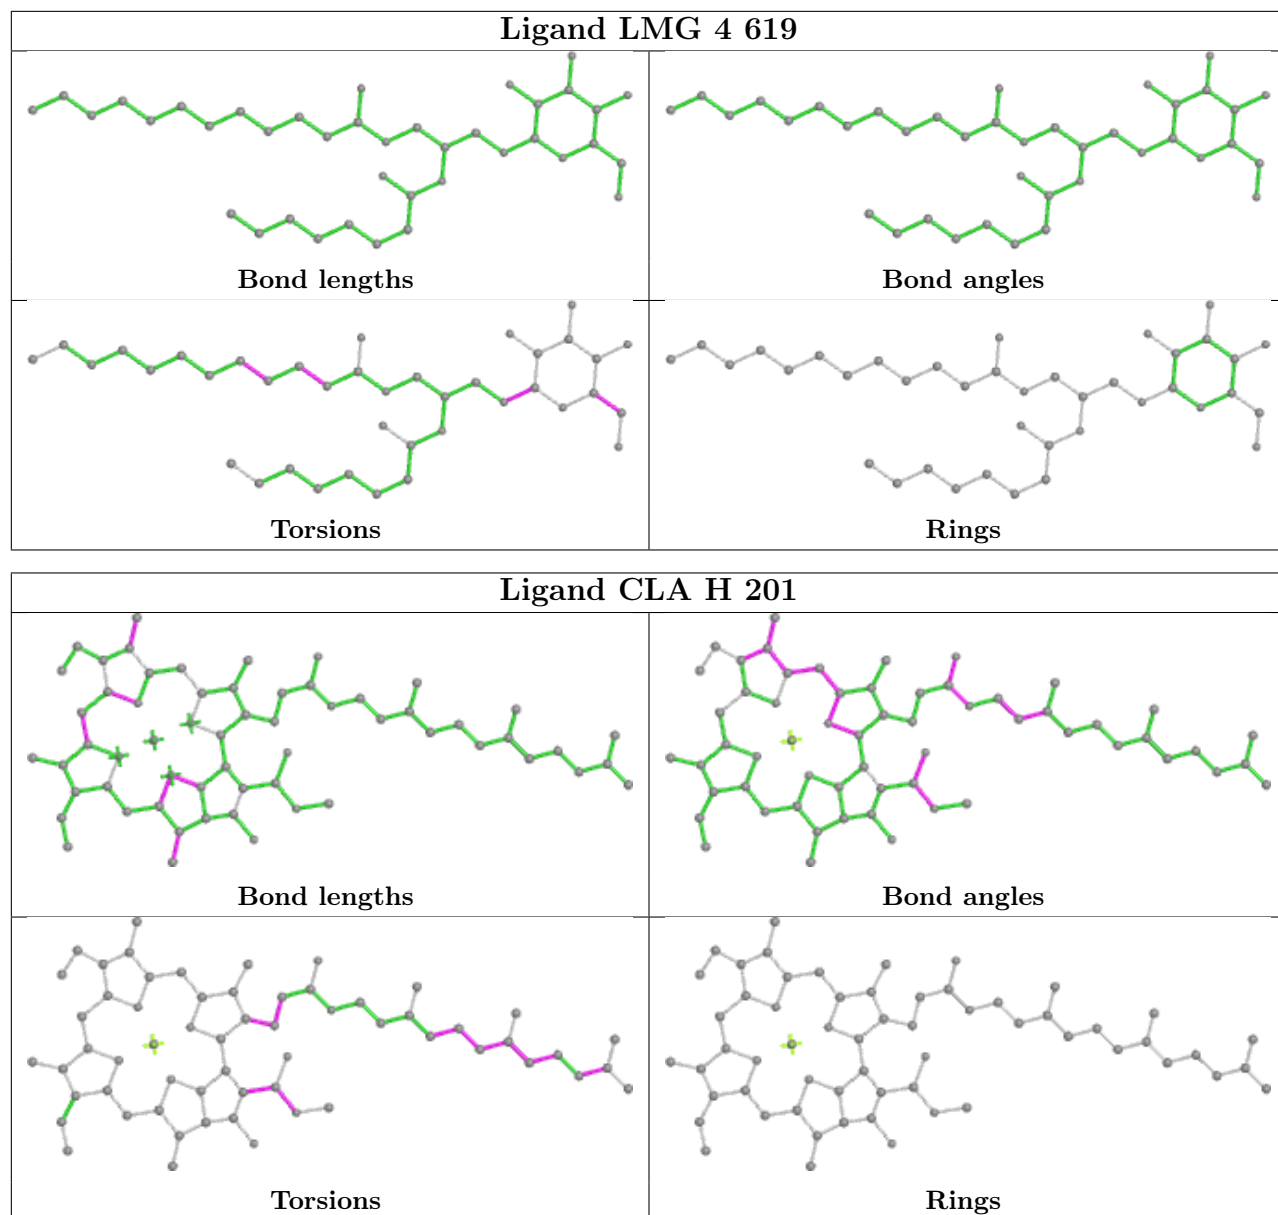 Ligand LMG 4 619
Bond lengths
Bond angles
Torsions
Rings
Ligand CLA H 201
Bond lengths
Bond angles
Torsions
Rings